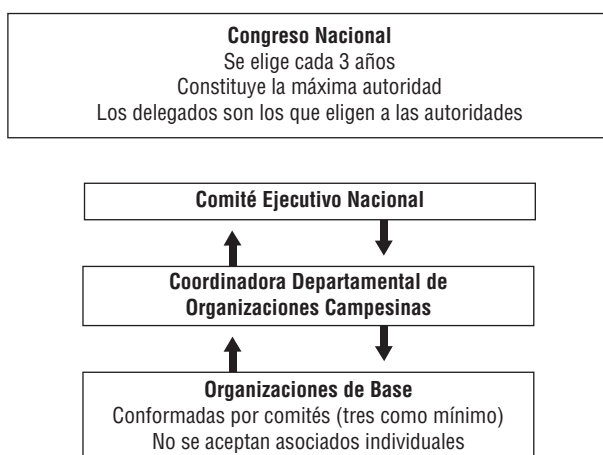 Congreso Nacional
Se elige cada 3 años
Constituye la máxima autoridad
Los delegados son los que eligen a las autoridades
Comité Ejecutivo Nacional
Coordinadora Departamental de
Organizaciones Campesinas
Organizaciones de Base
Conformadas por comités (tres como mínimo)
No se aceptan asociados individuales